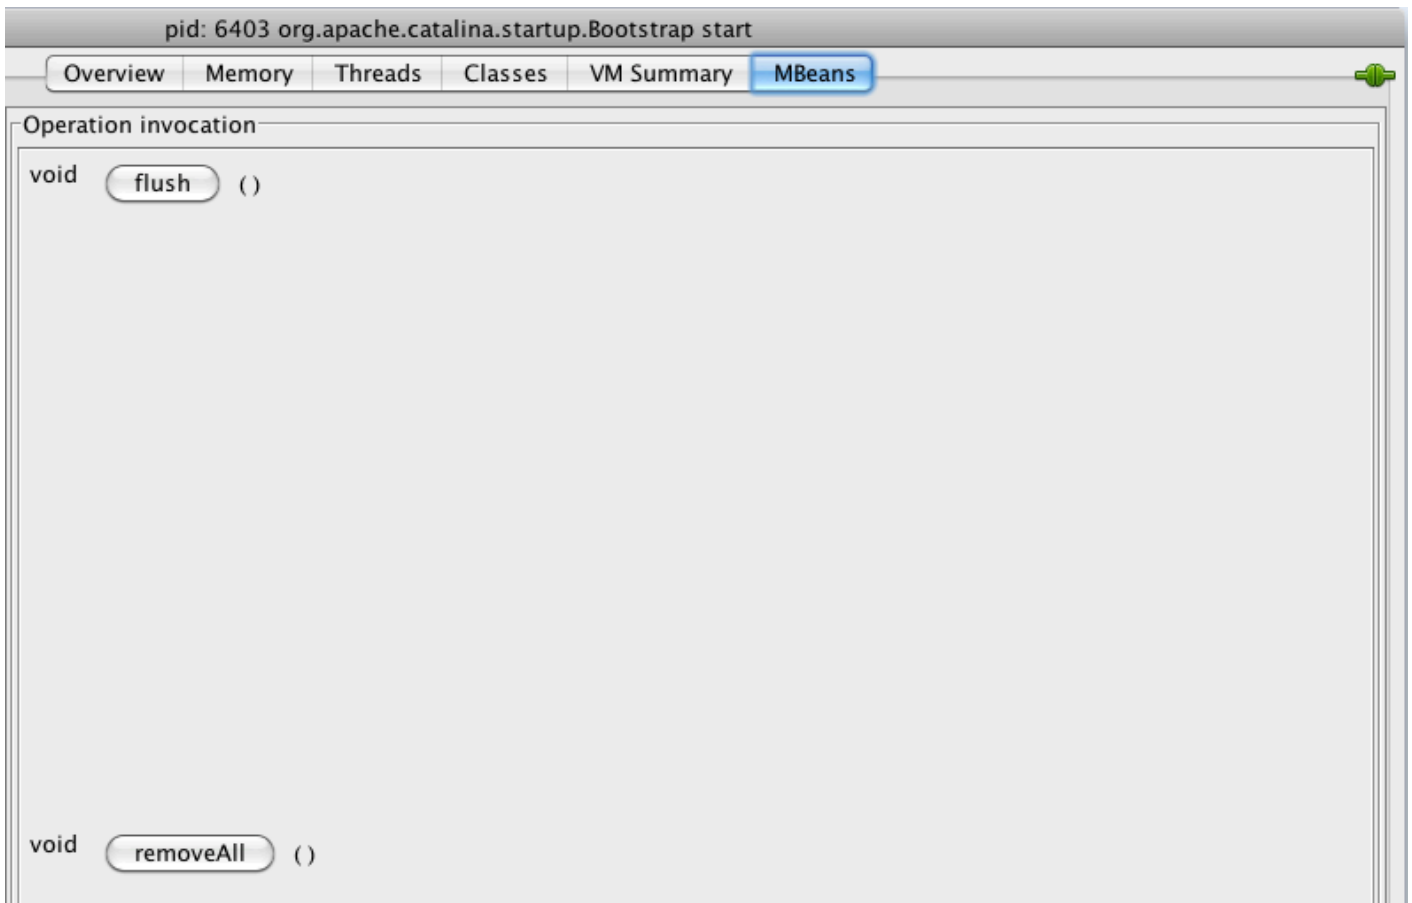 pid: 6403 org.apache.catalina.startup.Bootstrap start
Overview Memory Threads Classes VM Summary MBeans
Operation invocation
void flush ()
void removeAll ()